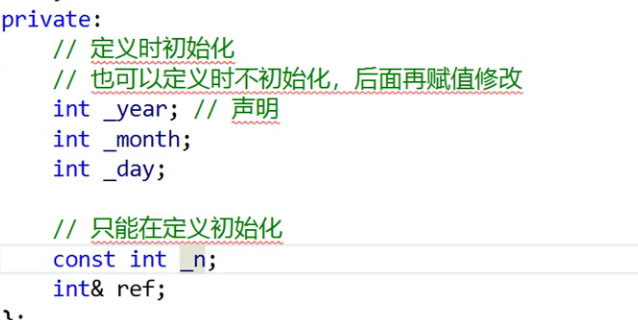 private:
// 定义时初始化
// 也可以定义时不初始化，后面再赋值修改
int _year; // 声明
int _month;
int _day;
// 只能在定义初始化
const int _n;
int& ref;
};